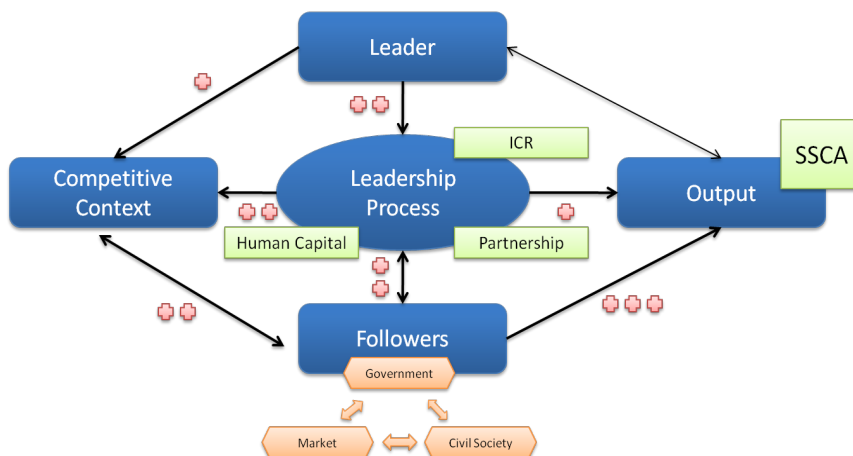 Leader
ICR
SSCA
Competitive
Context
Leadership
Process
Output
Human Capital
Partnership
Followers
Government
Market
Civil Society